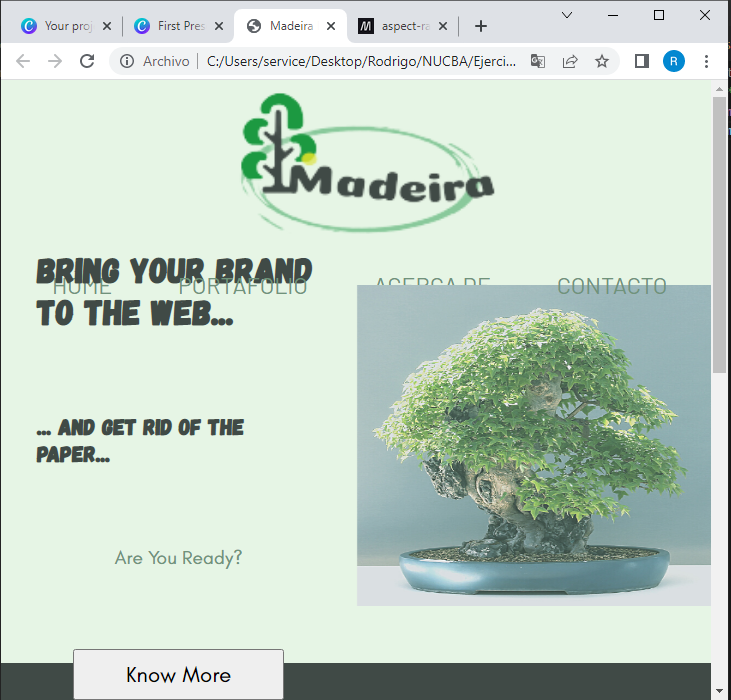 Your proj
First Pres
Madeira
aspect-ra
Archivo
C:/Users/service/Desktop/Rodrigo/NUCBA/Ejerci...
R
Madeira
HOME
PORTAFOLIO
ACERCA DE
CONTACTO
BRING YOUR BRAND
TO THE WEB...
... AND GET RID OF THE
PAPER...
Are You Ready?
Know More